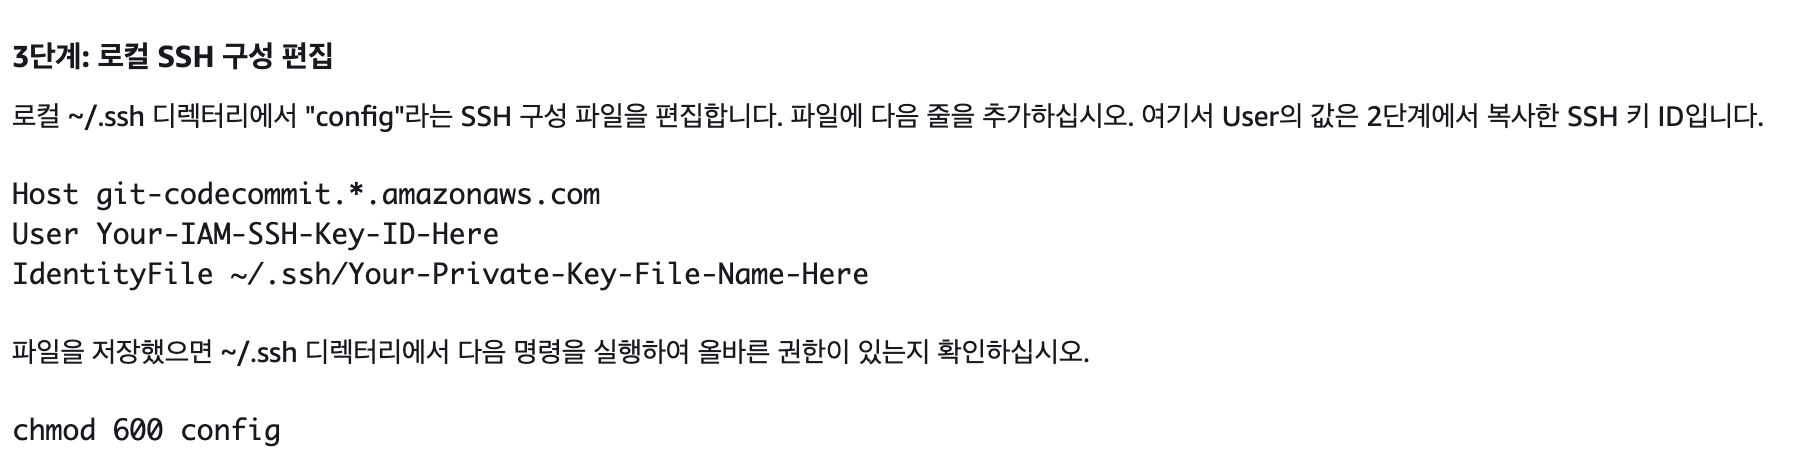 3단계: 로컬 SSH 구성 편집
로컬 ~/.ssh 디렉터리에서 "config"라는 SSH 구성 파일을 편집합니다. 파일에 다음 줄을 추가하십시오. 여기서 User의 값은 2단계에서 복사한 SSH 키 ID입니다.
Host git-codecommit.*.amazonaws.com
User Your-IAM-SSH-Key-ID-Here
IdentityFile ~/.ssh/Your-Private-Key-File-Name-Here
파일을 저장했으면 ~/.ssh 디렉터리에서 다음 명령을 실행하여 올바른 권한이 있는지 확인하십시오.
chmod 600 config